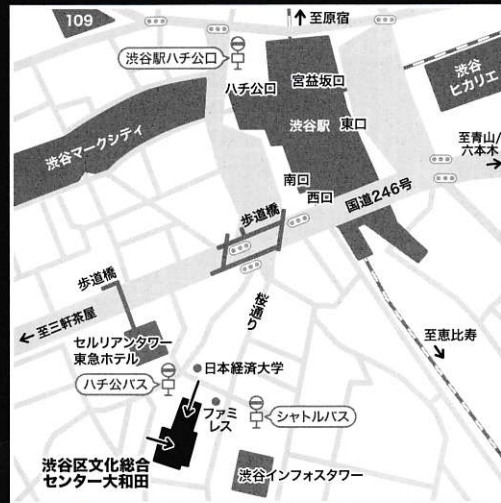 109
至原宿
渋谷駅ハチ公口
ハチ公口
宮益坂口
渋谷
ヒカリエ
渋谷駅
東口
渋谷マークシティ
至青山/
六本木
南口
西口
国道246号
歩道橋
歩道橋
桜通り
至三軒茶屋
セルリアンタワー
東急ホテル
至恵比寿
日本経済大学
ハチ公バス
ファミ
レス
シャトルバス
渋谷区文化総合
センター大和田
渋谷インフォスタワー